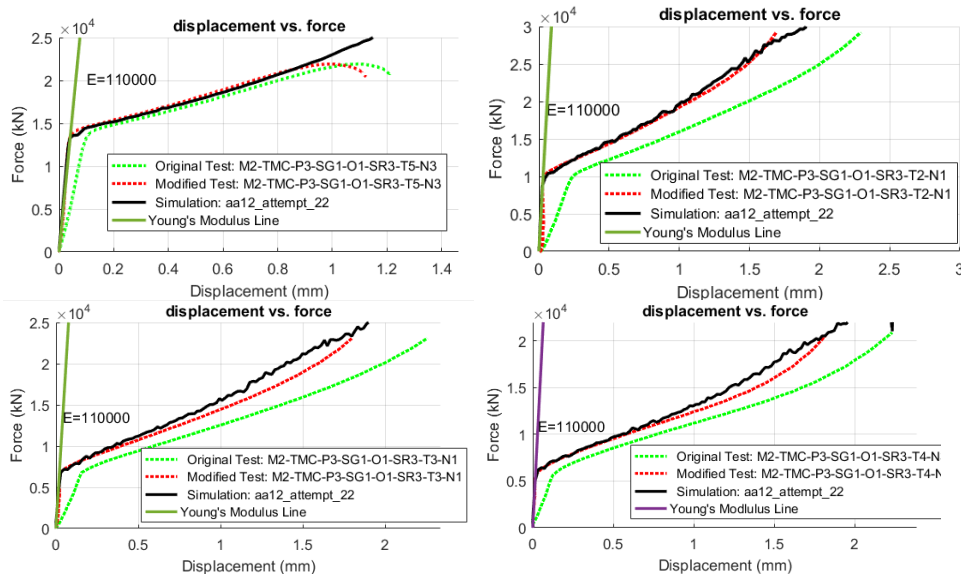 displacement vs. force
× 10^4
Force (kN)
2.5
2
1.5
1
0.5
0
E=110000
Original Test: M2-TMC-P3-SG1-O1-SR3-T5-N3
Modified Test: M2-TMC-P3-SG1-O1-SR3-T5-N3
Simulation: aa12_attempt_22
Young's Modulus Line
0 0.2 0.4 0.6 0.8 1 1.2 1.4
Displacement (mm)
displacement vs. force
× 10^4
Force (kN)
3
2.5
2
1.5
1
0.5
0
E=110000
Original Test: M2-TMC-P3-SG1-O1-SR3-T2-N1
Modified Test: M2-TMC-P3-SG1-O1-SR3-T2-N1
Simulation: aa12_attempt_22
Young's Modulus Line
0 0.5 1 1.5 2 2.5 3
Displacement (mm)
displacement vs. force
× 10^4
Force (kN)
2.5
2
1.5
1
0.5
0
E=110000
Original Test: M2-TMC-P3-SG1-O1-SR3-T3-N1
Modified Test: M2-TMC-P3-SG1-O1-SR3-T3-N1
Simulation: aa12_attempt_22
Young's Modulus Line
0 0.5 1 1.5 2
Displacement (mm)
displacement vs. force
× 10^4
Force (kN)
2
1.5
1
0.5
0
E=110000
Original Test: M2-TMC-P3-SG1-O1-SR3-T4-N
Modified Test: M2-TMC-P3-SG1-O1-SR3-T4-N
Simulation: aa12_attempt_22
Young's Modulus Line
0 0.5 1 1.5 2
Displacement (mm)